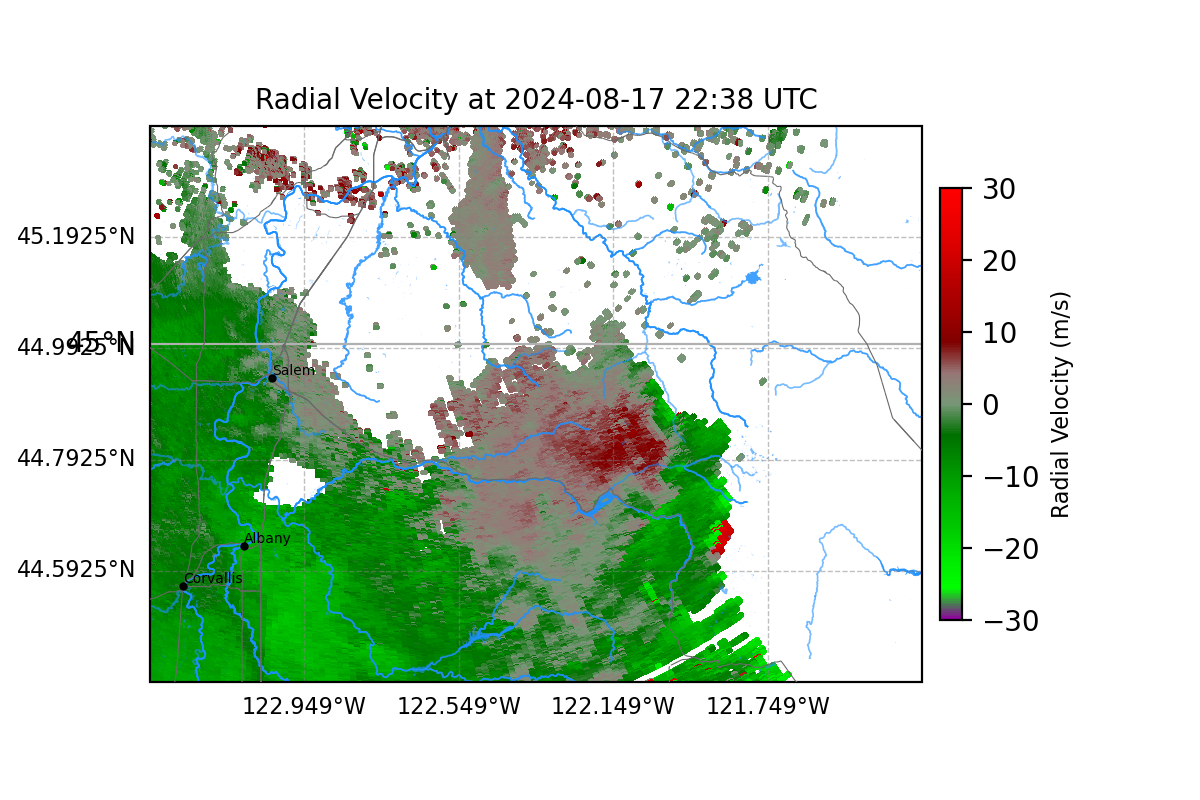 Radial Velocity at 2024-08-17 22:38 UTC
45.1925°N
45°N
44.9925°N
Salem
44.7925°N
Albany
44.5925°N
Corvallis
122.949°W
122.549°W
122.149°W
121.749°W
30
20
10
0
−10
−20
−30
Radial Velocity (m/s)